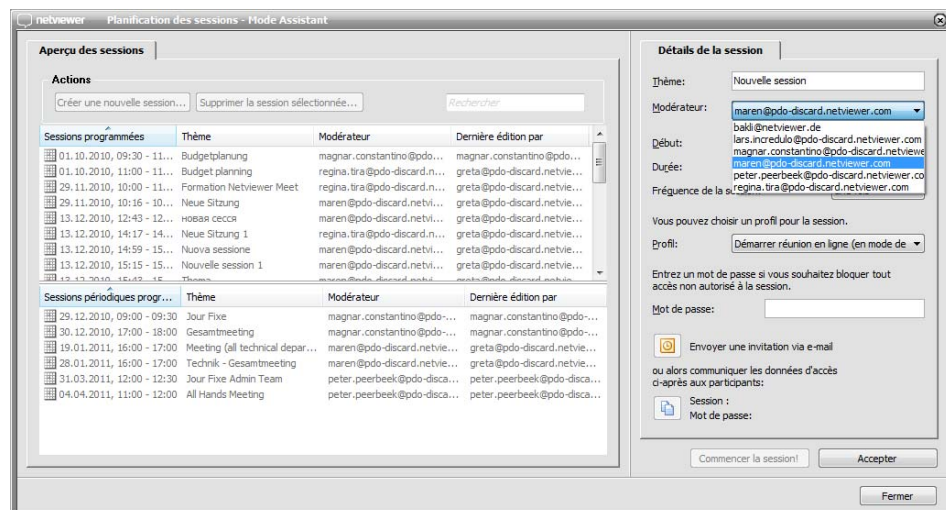 netviewer Planification des sessions - Mode Assistant
Aperçu des sessions
Actions
Créer une nouvelle session...
Supprimer la session sélectionnée...
Rechercher
Sessions programmées Thème Modérateur Dernière édition par
01.10.2010, 09:30 - 11... Budgetplanung magnar.constantino@pdo... magnar.constantino@pdo...
01.10.2010, 11:00 - 11... Budget planning regina.tira@pdo-discard.n... greta@pdo-discard.netvie...
29.11.2010, 10:00 - 11... Formation Netviewer Meet regina.tira@pdo-discard.n... greta@pdo-discard.netvie...
29.11.2010, 10:16 - 10... Neue Sitzung maren@pdo-discard.netvi... greta@pdo-discard.netvie...
13.12.2010, 12:43 - 12... новая сесся maren@pdo-discard.netvi... greta@pdo-discard.netvie...
13.12.2010, 14:17 - 14... Neue Sitzung 1 regina.tira@pdo-discard.n... greta@pdo-discard.netvie...
13.12.2010, 14:59 - 15... Nuova sessione maren@pdo-discard.netvi... greta@pdo-discard.netvie...
13.12.2010, 15:15 - 15... Nouvelle session 1 maren@pdo-discard.netvi... greta@pdo-discard.netvie...
Sessions périodiques progr... Thème Modérateur Dernière édition par
29.12.2010, 09:00 - 09:30 Jour Fixe magnar.constantino@pdo-... magnar.constantino@pdo-...
30.12.2010, 17:00 - 18:00 Gesamtmeeting magnar.constantino@pdo-... magnar.constantino@pdo-...
19.01.2011, 16:00 - 17:00 Meeting (all technical depar... maren@pdo-discard.netvie... greta@pdo-discard.netvie...
28.01.2011, 16:00 - 17:00 Technik - Gesamtmeeting maren@pdo-discard.netvie... greta@pdo-discard.netvie...
31.03.2011, 12:00 - 12:30 Jour Fixe Admin Team peter.peerbeek@pdo-disca... peter.peerbeek@pdo-disca...
04.04.2011, 11:00 - 12:00 All Hands Meeting peter.peerbeek@pdo-disca... peter.peerbeek@pdo-disca...
Détails de la session
Thème: Nouvelle session
Modérateur: maren@pdo-discard.netviewer.com
bakli@netviewer.de
lars.incredulo@pdo-discard.netviewer.com
Début: magnar.constantino@pdo-discard.netviewe
maren@pdo-discard.netviewer.com
Durée: peter.peerbeek@pdo-discard.netviewer.co
regina.tira@pdo-discard.netviewer.com
Fréquence de la
Vous pouvez choisir un profil pour la session.
Profil: Démarrer réunion en ligne (en mode de
Entrez un mot de passe si vous souhaitez bloquer tout
accès non autorisé à la session.
Mot de passe:
Envoyer une invitation via e-mail
ou alors communiquer les données d'accès
ci-après aux participants:
Session :
Mot de passe:
Commencer la session!
Accepter
Fermer